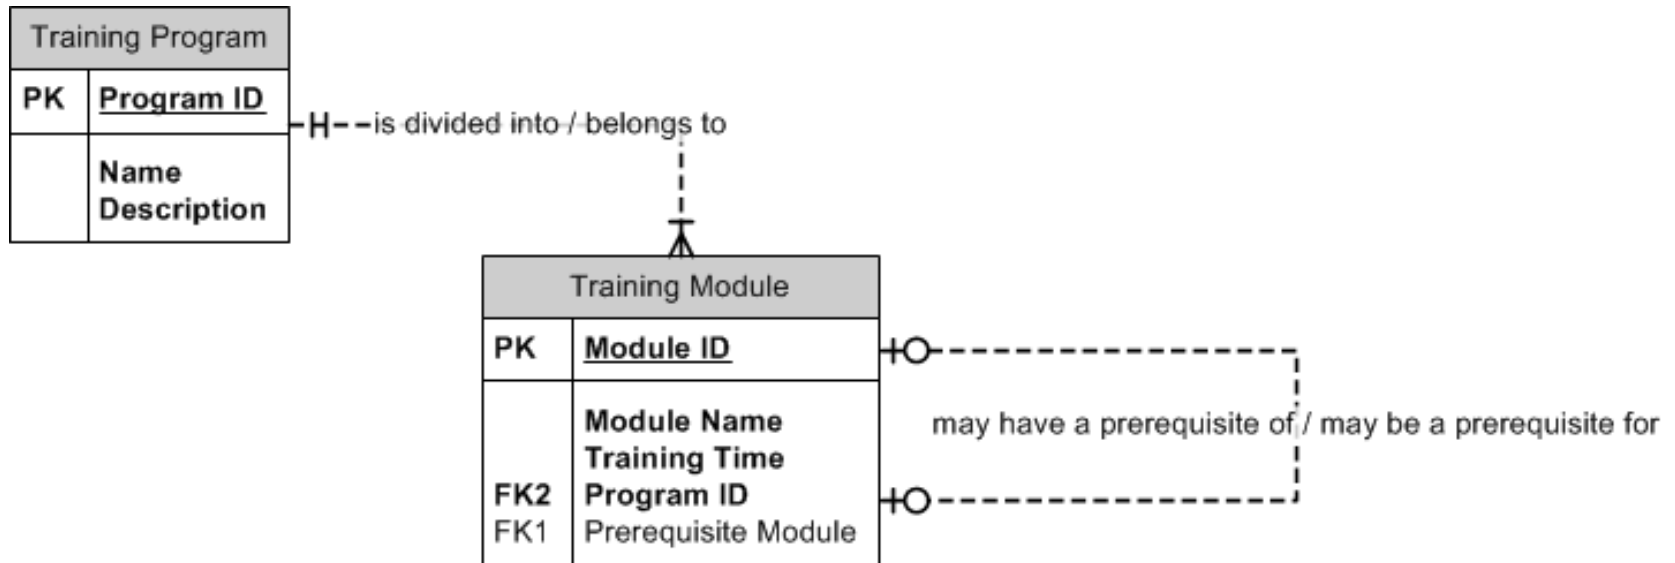 Training Program
PK Program ID
Name
Description
is divided into / belongs to
Training Module
PK Module ID
Module Name
Training Time
FK2 Program ID
FK1 Prerequisite Module
may have a prerequisite of / may be a prerequisite for